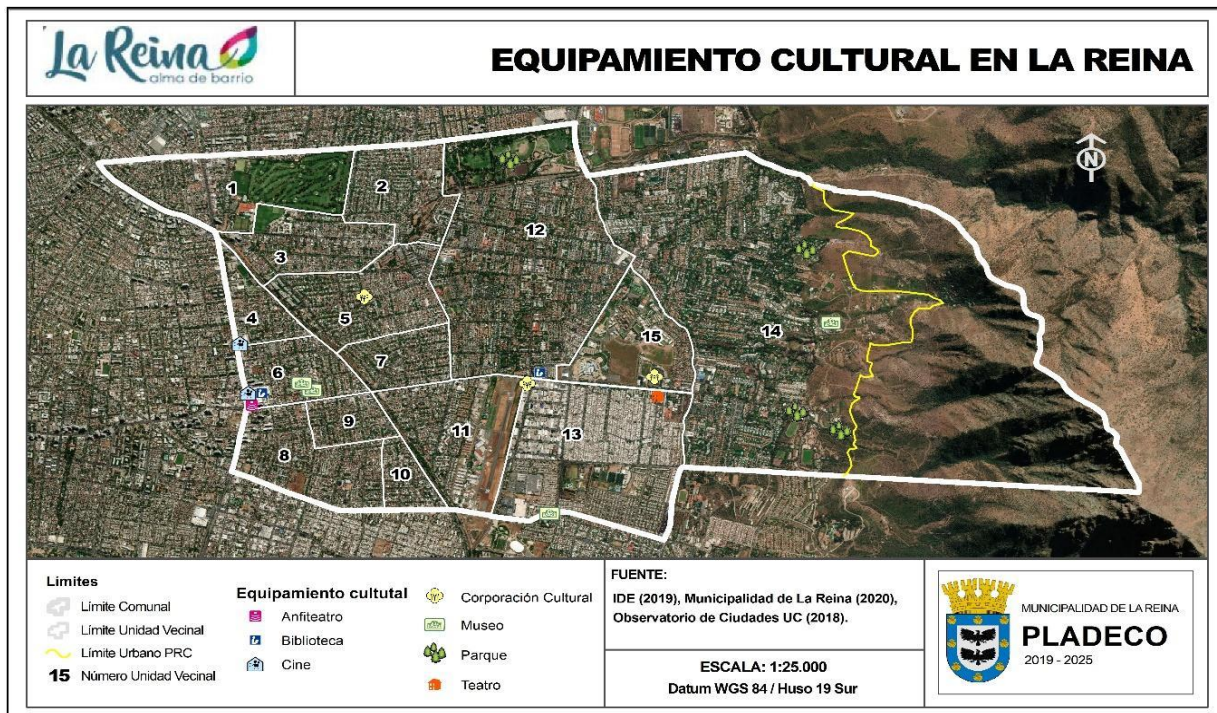 La Reina
alma de barrio
EQUIPAMIENTO CULTURAL EN LA REINA
N
1
2
12
3
4
5
15
14
7
6
9
11
13
8
10
Límites
Límite Comunal
Límite Unidad Vecinal
Límite Urbano PRC
15 Número Unidad Vecinal
Equipamiento cultutal
Anfiteatro
Biblioteca
Cine
Corporación Cultural
Museo
Parque
Teatro
FUENTE:
IDE (2019), Municipalidad de La Reina (2020),
Observatorio de Ciudades UC (2018).
ESCALA: 1:25.000
Datum WGS 84 / Huso 19 Sur
MUNICIPALIDAD DE LA REINA
PLADECO
2019 - 2025